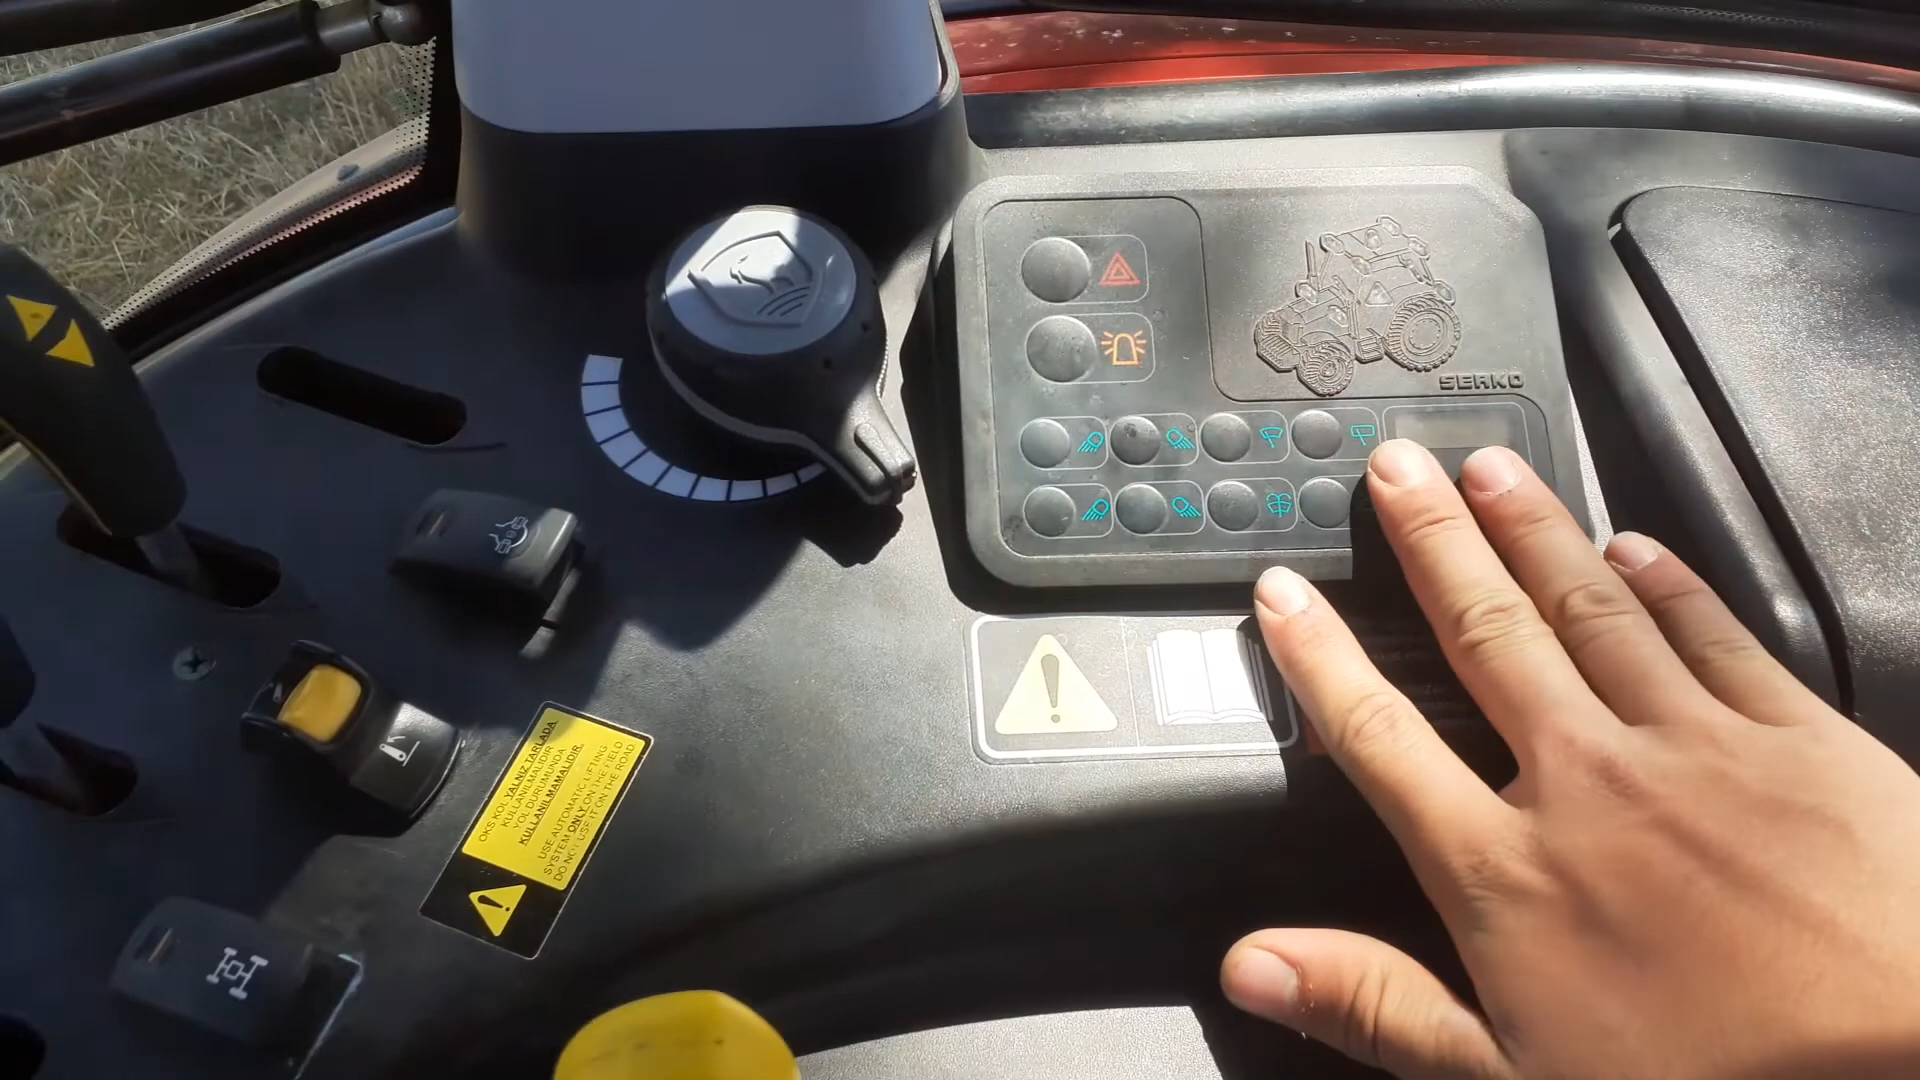 SERKO
OKS KOL YALNIZ TARLADA
KULLANILMALIDIR.
YOL DURUMUNDA
KULLANILMAMALIDIR.
USE AUTOMATIC LIFTING
SYSTEM ONLY ON THE FIELD
DO NOT USE IT ON THE ROAD